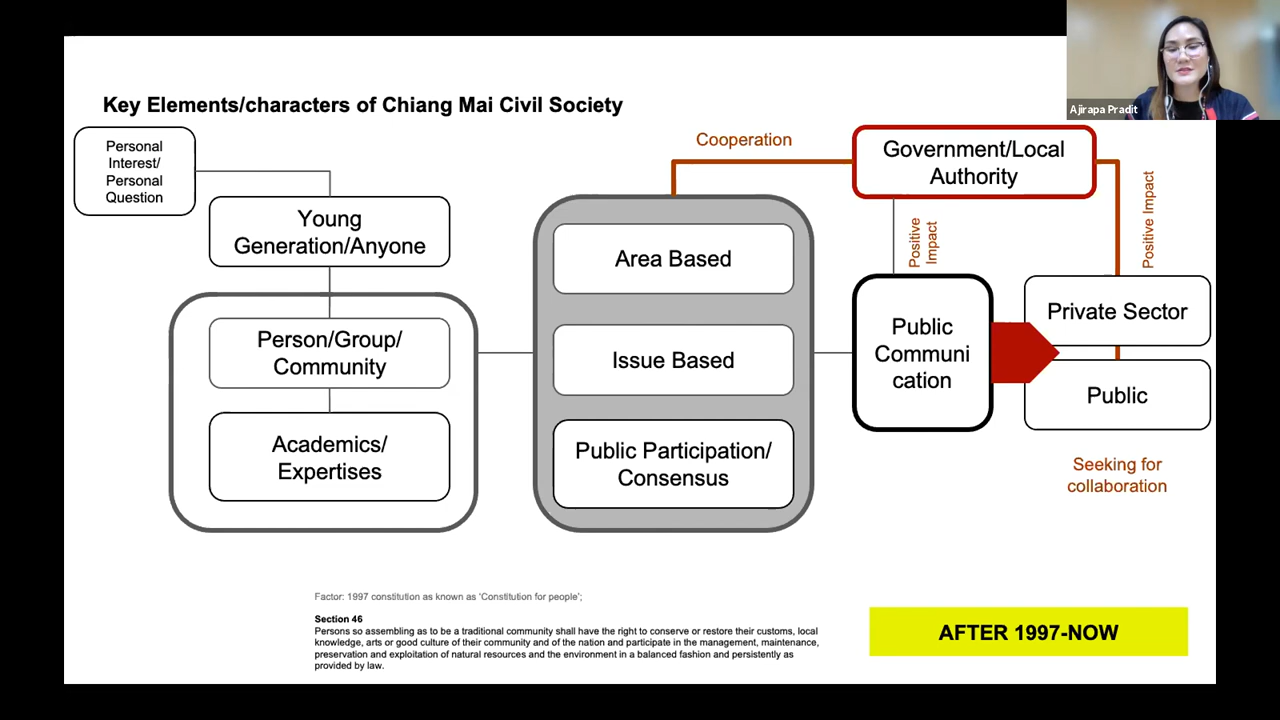 Ajirapa Pradit
Key Elements/characters of Chiang Mai Civil Society
Personal
Interest/
Personal
Question
Young
Generation/Anyone
Person/Group/
Community
Academics/
Expertises
Cooperation
Area Based
Issue Based
Public Participation/
Consensus
Government/Local
Authority
Positive
Impact
Positive Impact
Public
Communi
cation
Private Sector
Public
Seeking for
collaboration
Factor: 1997 constitution as known as 'Constitution for people';
Section 46
Persons so assembling as to be a traditional community shall have the right to conserve or restore their customs, local
knowledge, arts or good culture of their community and of the nation and participate in the management, maintenance,
preservation and exploitation of natural resources and the environment in a balanced fashion and persistently as
provided by law.
AFTER 1997-NOW